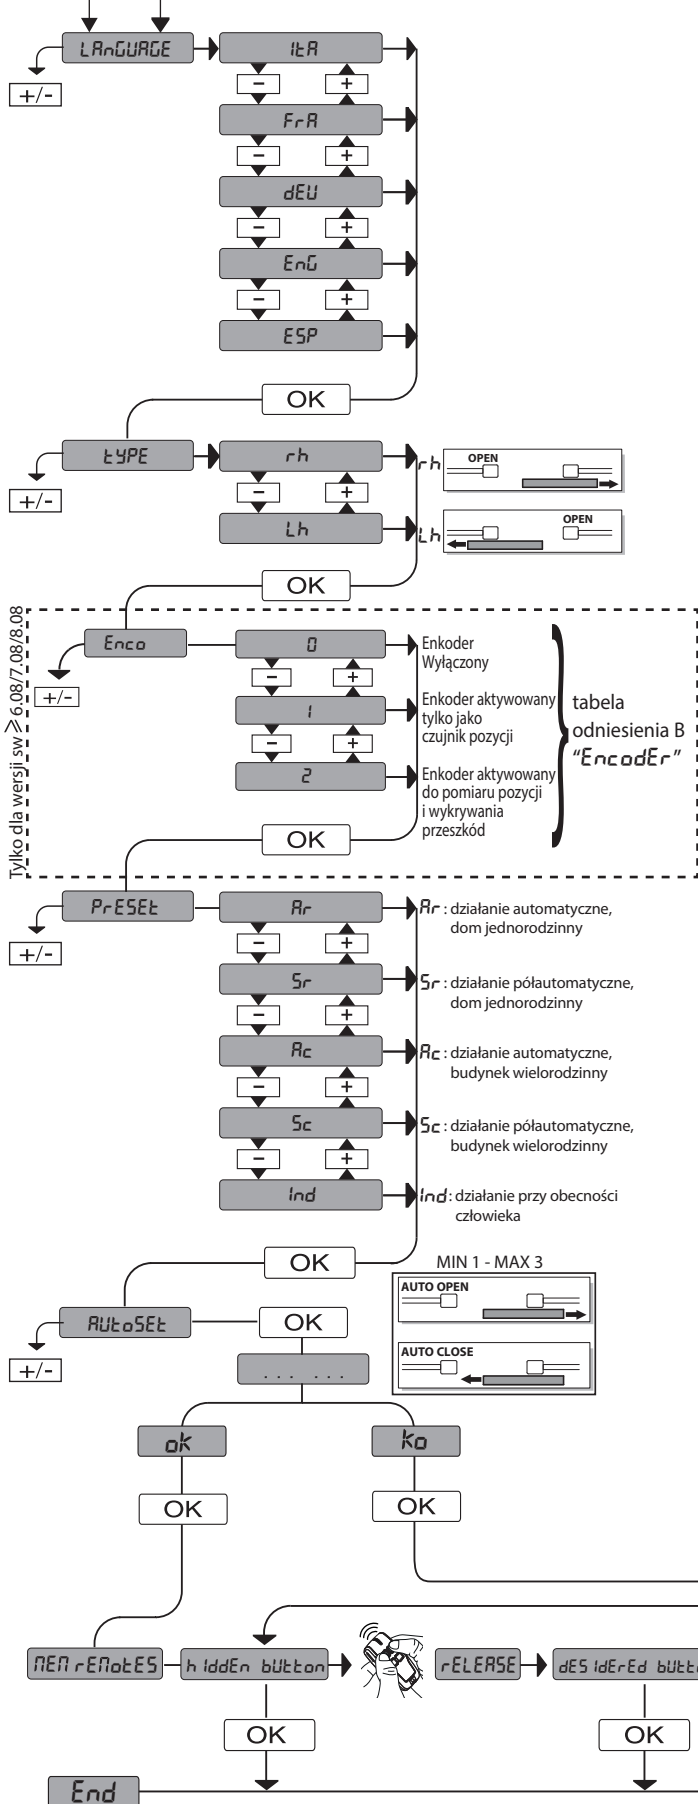 LAnGUAGE
ItA
+/-
- +
FrA
- +
dEU
- +
EnG
- +
ESP
OK
tYPE
rh
rh
OPEN
+/-
- +
Lh
Lh
OPEN
OK
Tylko dla wersji sw ⩾ 6.08/7.08/8.08
Enco
0
Enkoder
Wyłączony
+/-
- +
1
Enkoder aktywowany
tylko jako
czujnik pozycji
- +
2
Enkoder aktywowany
do pomiaru pozycji
i wykrywania
przeszkód
tabela
odniesienia B
“EncodEr”
OK
PrESEt
Ar
Ar : działanie automatyczne,
dom jednorodzinny
+/-
- +
Sr
Sr : działanie półautomatyczne,
dom jednorodzinny
- +
Ac
Ac : działanie automatyczne,
budynek wielorodzinny
- +
Sc
Sc : działanie półautomatyczne,
budynek wielorodzinny
- +
Ind
Ind : działanie przy obecności
człowieka
OK
MIN 1 - MAX 3
AUTO OPEN
AUTO CLOSE
AUtoSEt
OK
+/-
. . .  . . .
ok
Ko
OK
OK
MEM rEMotES
hIddEn bUtton
rELEASE
dESIdErEd bUtt
OK
OK
End